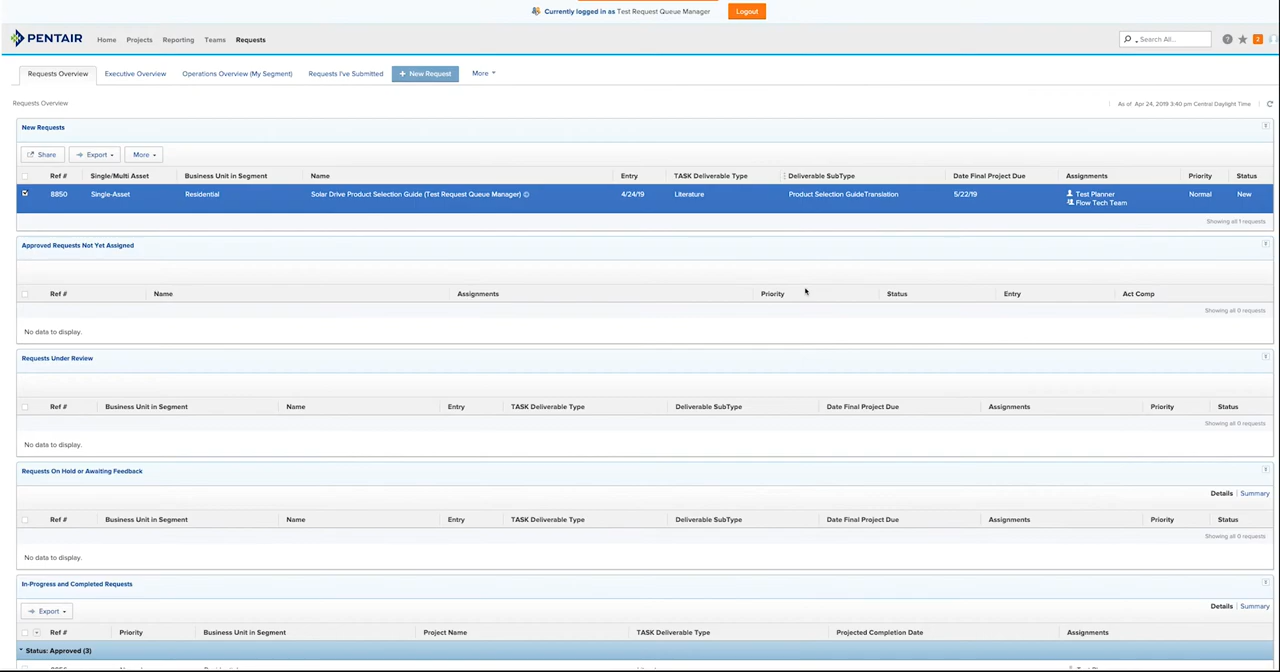 Currently logged in as Test Request Queue Manager Logout
PENTAIR Home Projects Reporting Teams Requests Search All... ? 2
Requests Overview Executive Overview Operations Overview (My Segment) Requests I've Submitted + New Request More
Requests Overview As of Apr 24, 2019 3:40 pm Central Daylight Time
New Requests
Share Export More
Ref # Single/Multi Asset Business Unit in Segment Name Entry TASK Deliverable Type Deliverable SubType Date Final Project Due Assignments Priority Status
8850 Single-Asset Residential Solar Drive Product Selection Guide (Test Request Queue Manager) 4/24/19 Literature Product Selection GuideTranslation 5/22/19 Test Planner Normal New
Flow Tech Team
Showing all 1 requests
Approved Requests Not Yet Assigned
Ref # Name Assignments Priority Status Entry Act Comp
Showing all 0 requests
No data to display.
Requests Under Review
Ref # Business Unit in Segment Name Entry TASK Deliverable Type Deliverable SubType Date Final Project Due Assignments Priority Status
Showing all 0 requests
No data to display.
Requests On Hold or Awaiting Feedback
Details | Summary
Ref # Business Unit in Segment Name Entry TASK Deliverable Type Deliverable SubType Date Final Project Due Assignments Priority Status
Showing all 0 requests
No data to display.
In-Progress and Completed Requests
Export Details | Summary
Ref # Priority Business Unit in Segment Project Name TASK Deliverable Type Projected Completion Date Assignments
Status: Approved (3)